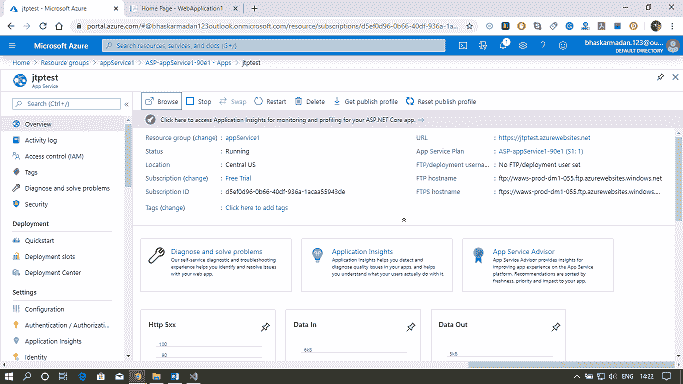 jtptest - Microsoft Azure
Home Page - WebApplication1
portal.azure.com/#@bhaskarmadan123outlook.onmicrosoft.com/resource/subscriptions/d5ef0d96-0b66-40df-936a-1a...
Microsoft Azure
Search resources, services, and docs (G+/)
bhaskarmadan.123@ou...
DEFAULT DIRECTORY
Home > Resource groups > appService1 > ASP-appService1-90e1 - Apps > jtptest
jtptest
App Service
Search (Ctrl+/)
Browse Stop Swap Restart Delete Get publish profile Reset publish profile
Click here to access Application Insights for monitoring and profiling for your ASP.NET Core app. →
Overview
Activity log
Access control (IAM)
Tags
Diagnose and solve problems
Security
Deployment
Quickstart
Deployment slots
Deployment Center
Settings
Configuration
Authentication / Authorizati...
Application Insights
Identity
Resource group (change) : appService1
Status : Running
Location : Central US
Subscription (change) : Free Trial
Subscription ID : d5ef0d96-0b66-40df-936a-1acaa55943de
Tags (change) : Click here to add tags
URL : https://jtptest.azurewebsites.net
App Service Plan : ASP-appService1-90e1 (S1: 1)
FTP/deployment userna... : No FTP/deployment user set
FTP hostname : ftp://waws-prod-dm1-055.ftp.azurewebsites.windows.net
FTPS hostname : ftps://waws-prod-dm1-055.ftp.azurewebsites.windows....
Diagnose and solve problems
Our self-service diagnostic and troubleshooting
experience helps you identify and resolve issues
with your web app.
Application Insights
Application Insights helps you detect and
diagnose quality issues in your apps, and helps
you understand what your users actually do with it.
App Service Advisor
App Service Advisor provides insights for
improving app experience on the App Service
platform. Recommendations are sorted by
freshness, priority and impact to your app.
Http 5xx
100
90
Data In
6kB
Data Out
5kB
ENG 14:22